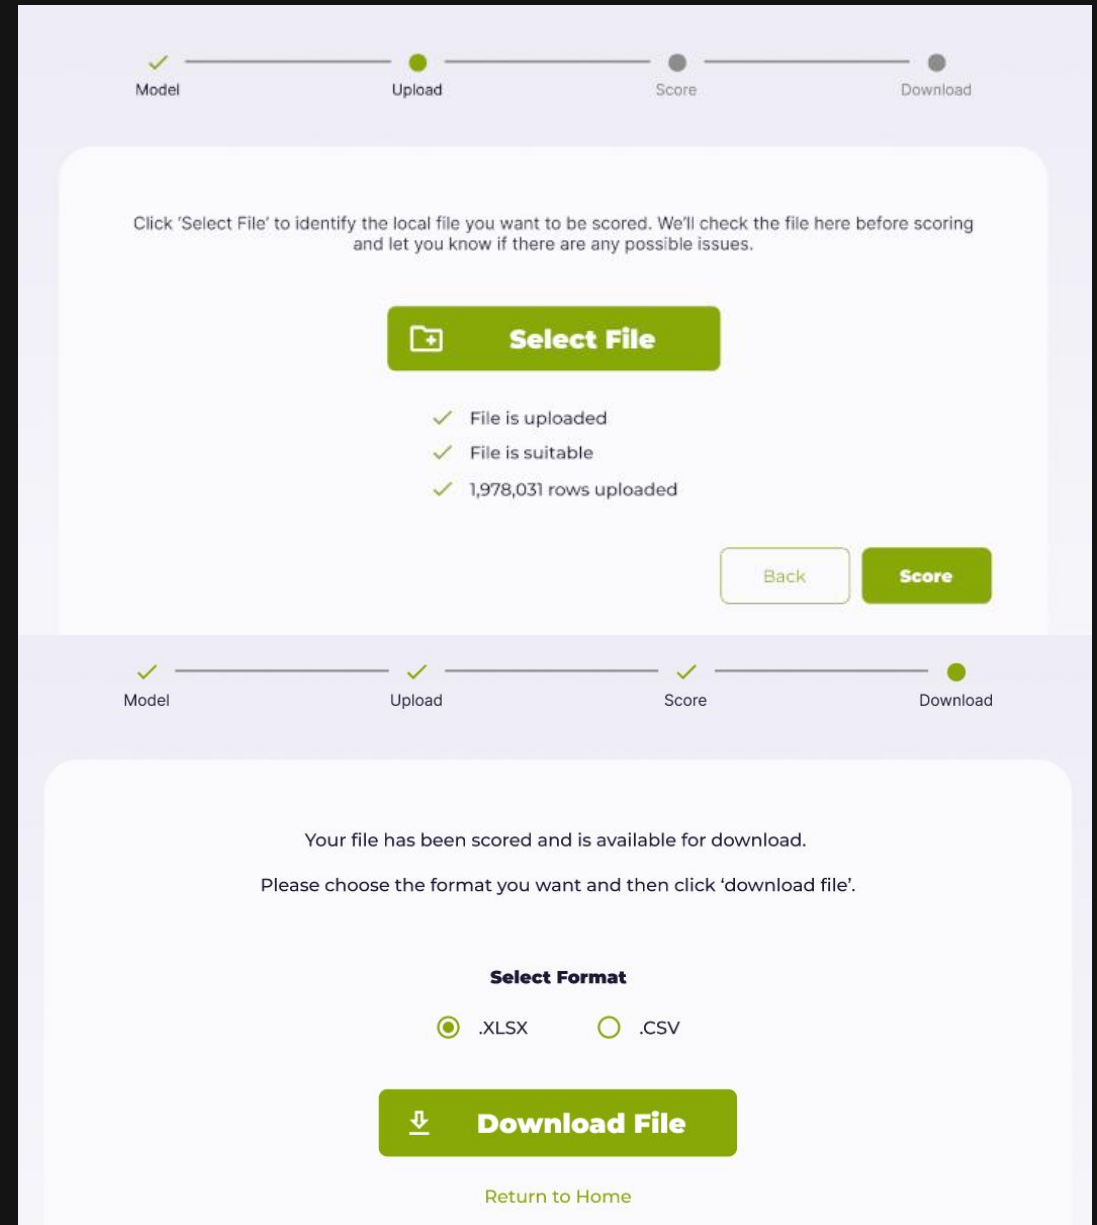 Model
Upload
Score
Download
Click ‘Select File’ to identify the local file you want to be scored. We’ll check the file here before scoring
and let you know if there are any possible issues.
Select File
File is uploaded
File is suitable
1,978,031 rows uploaded
Back
Score
Model
Upload
Score
Download
Your file has been scored and is available for download.
Please choose the format you want and then click ‘download file’.
Select Format
.XLSX
.CSV
Download File
Return to Home